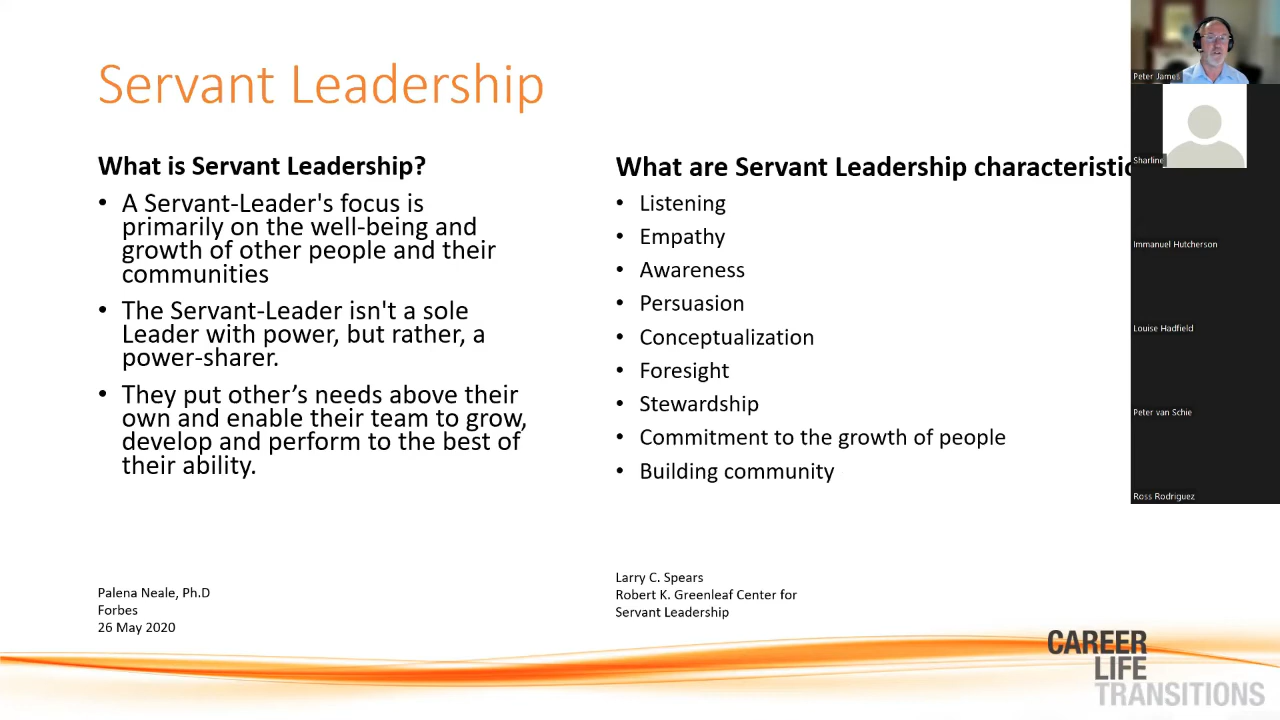 Servant Leadership
What is Servant Leadership?
• A Servant-Leader's focus is
primarily on the well-being and
growth of other people and their
communities
• The Servant-Leader isn't a sole
Leader with power, but rather, a
power-sharer.
• They put other’s needs above their
own and enable their team to grow,
develop and perform to the best of
their ability.
Palena Neale, Ph.D
Forbes
26 May 2020
What are Servant Leadership characteristic
• Listening
• Empathy
• Awareness
• Persuasion
• Conceptualization
• Foresight
• Stewardship
• Commitment to the growth of people
• Building community
Larry C. Spears
Robert K. Greenleaf Center for
Servant Leadership
Peter James
Sharline
Immanuel Hutcherson
Louise Hadfield
Peter van Schie
Ross Rodriguez
CAREER
LIFE
TRANSITIONS